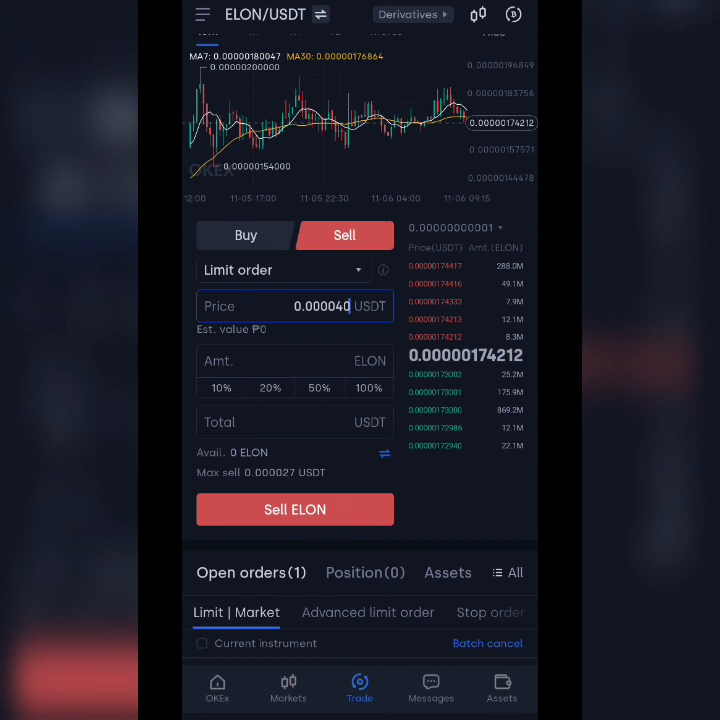 ELON/USDT
Derivatives
MA7: 0.00000180047 MA30: 0.0000176864
0.00000200000
0.00000196849
0.00000183756
0.00000174212
0.00000157571
0.00000154000
OKEX
0.00000144478
12:00 11-05 17:00 11-05 22:30 11-06 04:00 11-06 09:15
Buy Sell
0.00000000001
Price(USDT) Amt.(ELON)
Limit order
0.00000174417 288.0M
0.00000174416 49.1M
Price 0.000040 USDT
0.00000174333 7.9M
0.00000174213 12.1M
Est. value ₱0
0.00000174212 8.3M
0.00000174212
Amt. ELON
0.00000173002 25.2M
10% 20% 50% 100%
0.00000173001 175.9M
0.00000173000 869.2M
Total USDT
0.00000172986 12.1M
0.00000172940 22.1M
Avail. 0 ELON
Max sell 0.000027 USDT
Sell ELON
Open orders(1) Position(0) Assets All
Limit | Market Advanced limit order Stop order
Current instrument Batch cancel
OKEx Markets Trade Messages Assets